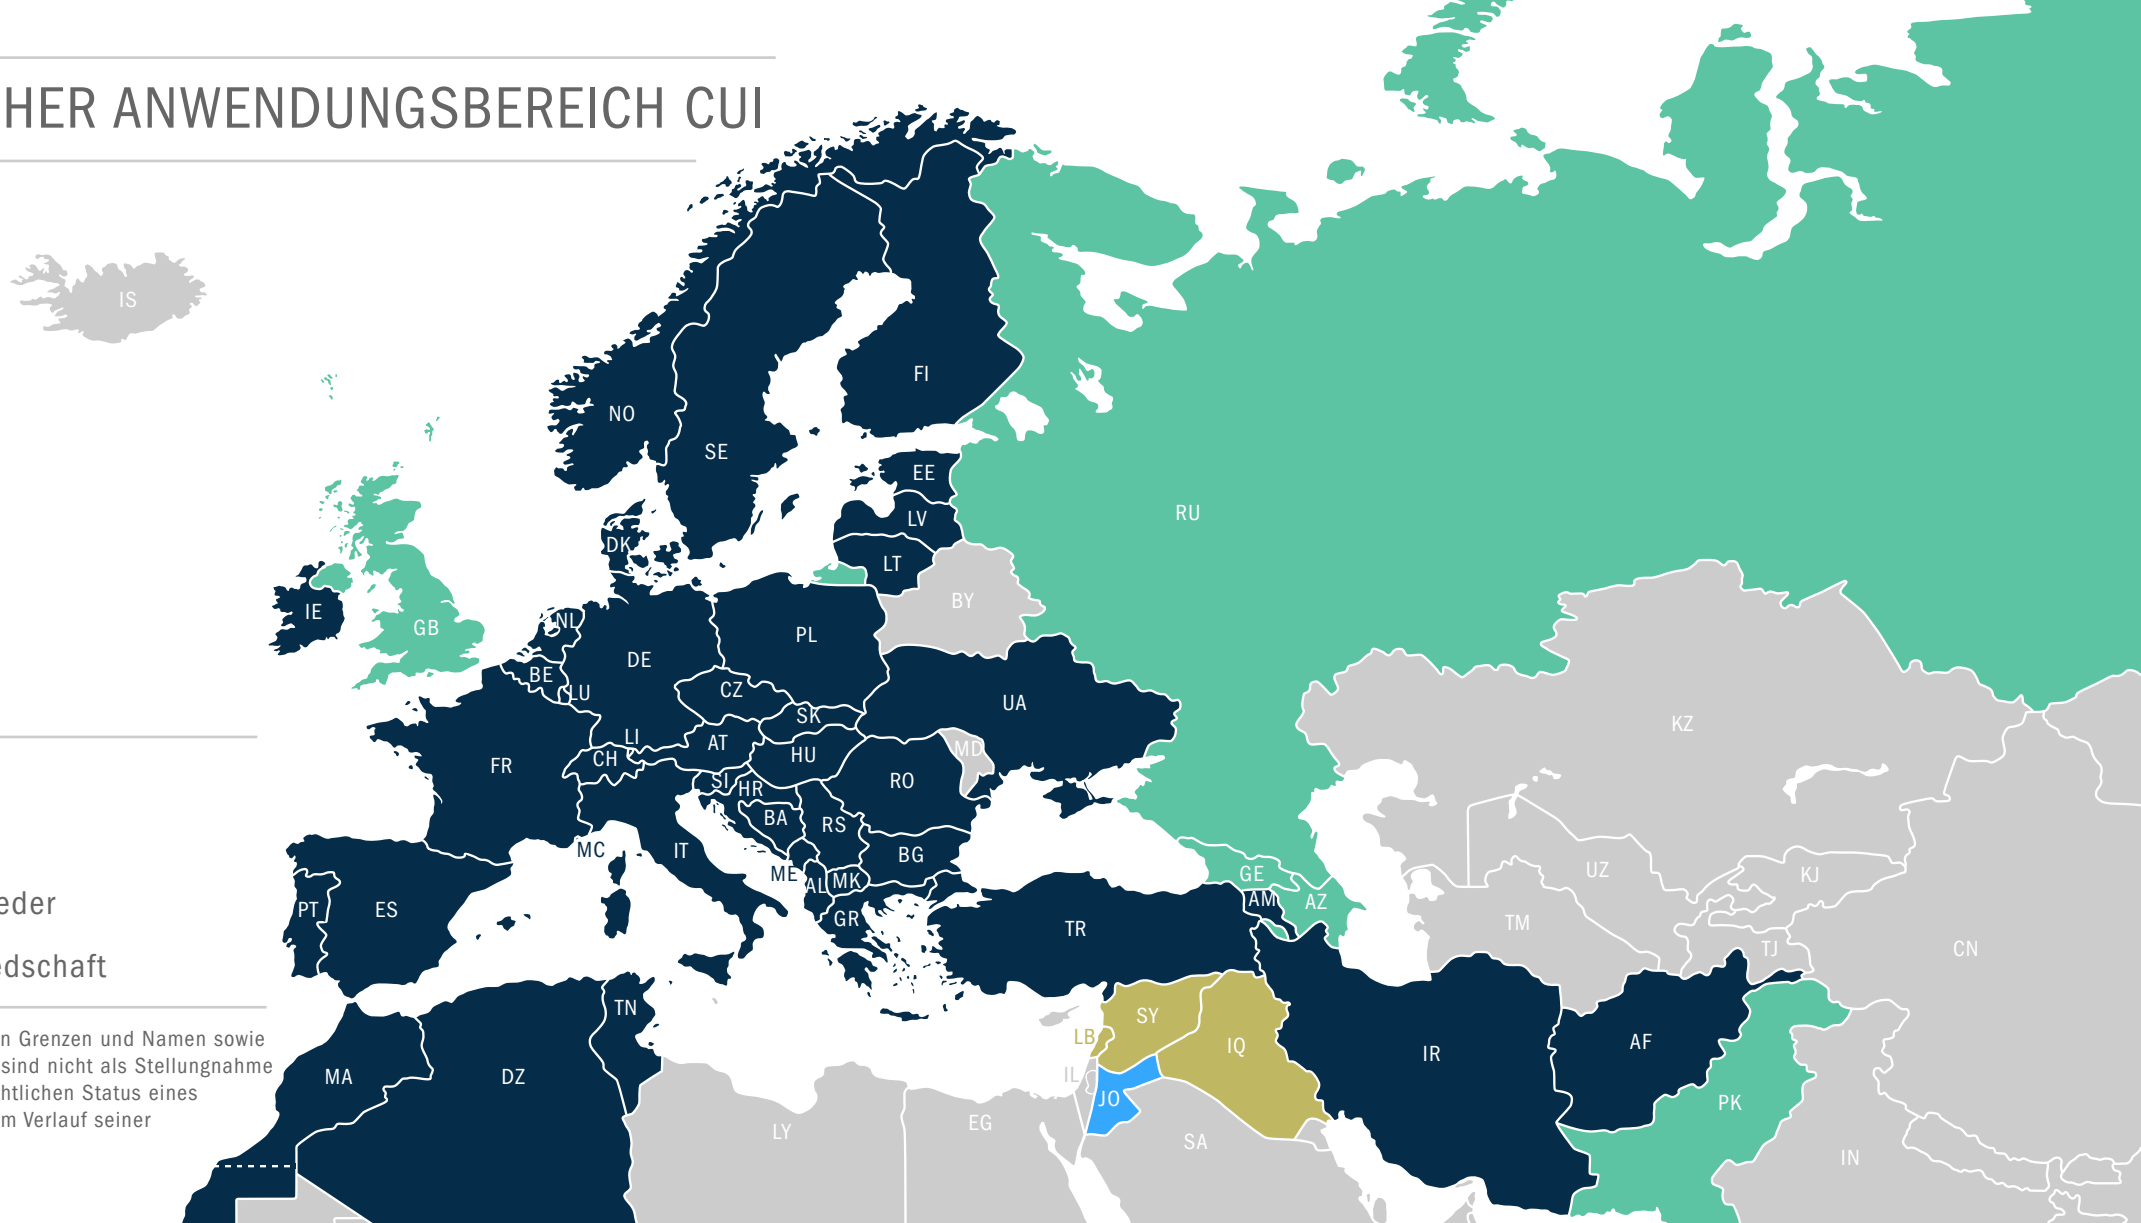 HER ANWENDUNGSBEREICH CUI
IS
FI
NO
SE
EE
LV
RU
DK
LT
BY
IE
NL
GB
PL
DE
BE
LU
CZ
UA
SK
KZ
LI
AT
MD
CH
HU
FR
RO
SI
HR
BA
RS
MC
IT
BG
UZ
ME
AL
MK
GE
KJ
AM
AZ
eder
PT
ES
GR
TR
TM
TJ
CN
edschaft
TN
SY
n Grenzen und Namen sowie
LB
IQ
AF
IR
sind nicht als Stellungnahme
MA
DZ
IL
htlichen Status eines
JO
PK
m Verlauf seiner
LY
EG
SA
IN